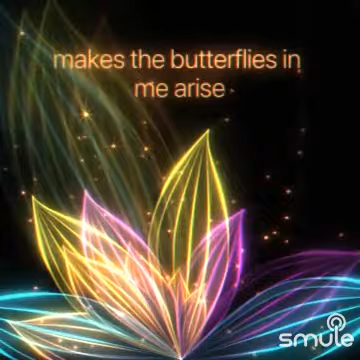 makes the butterflies in
me arise
smule